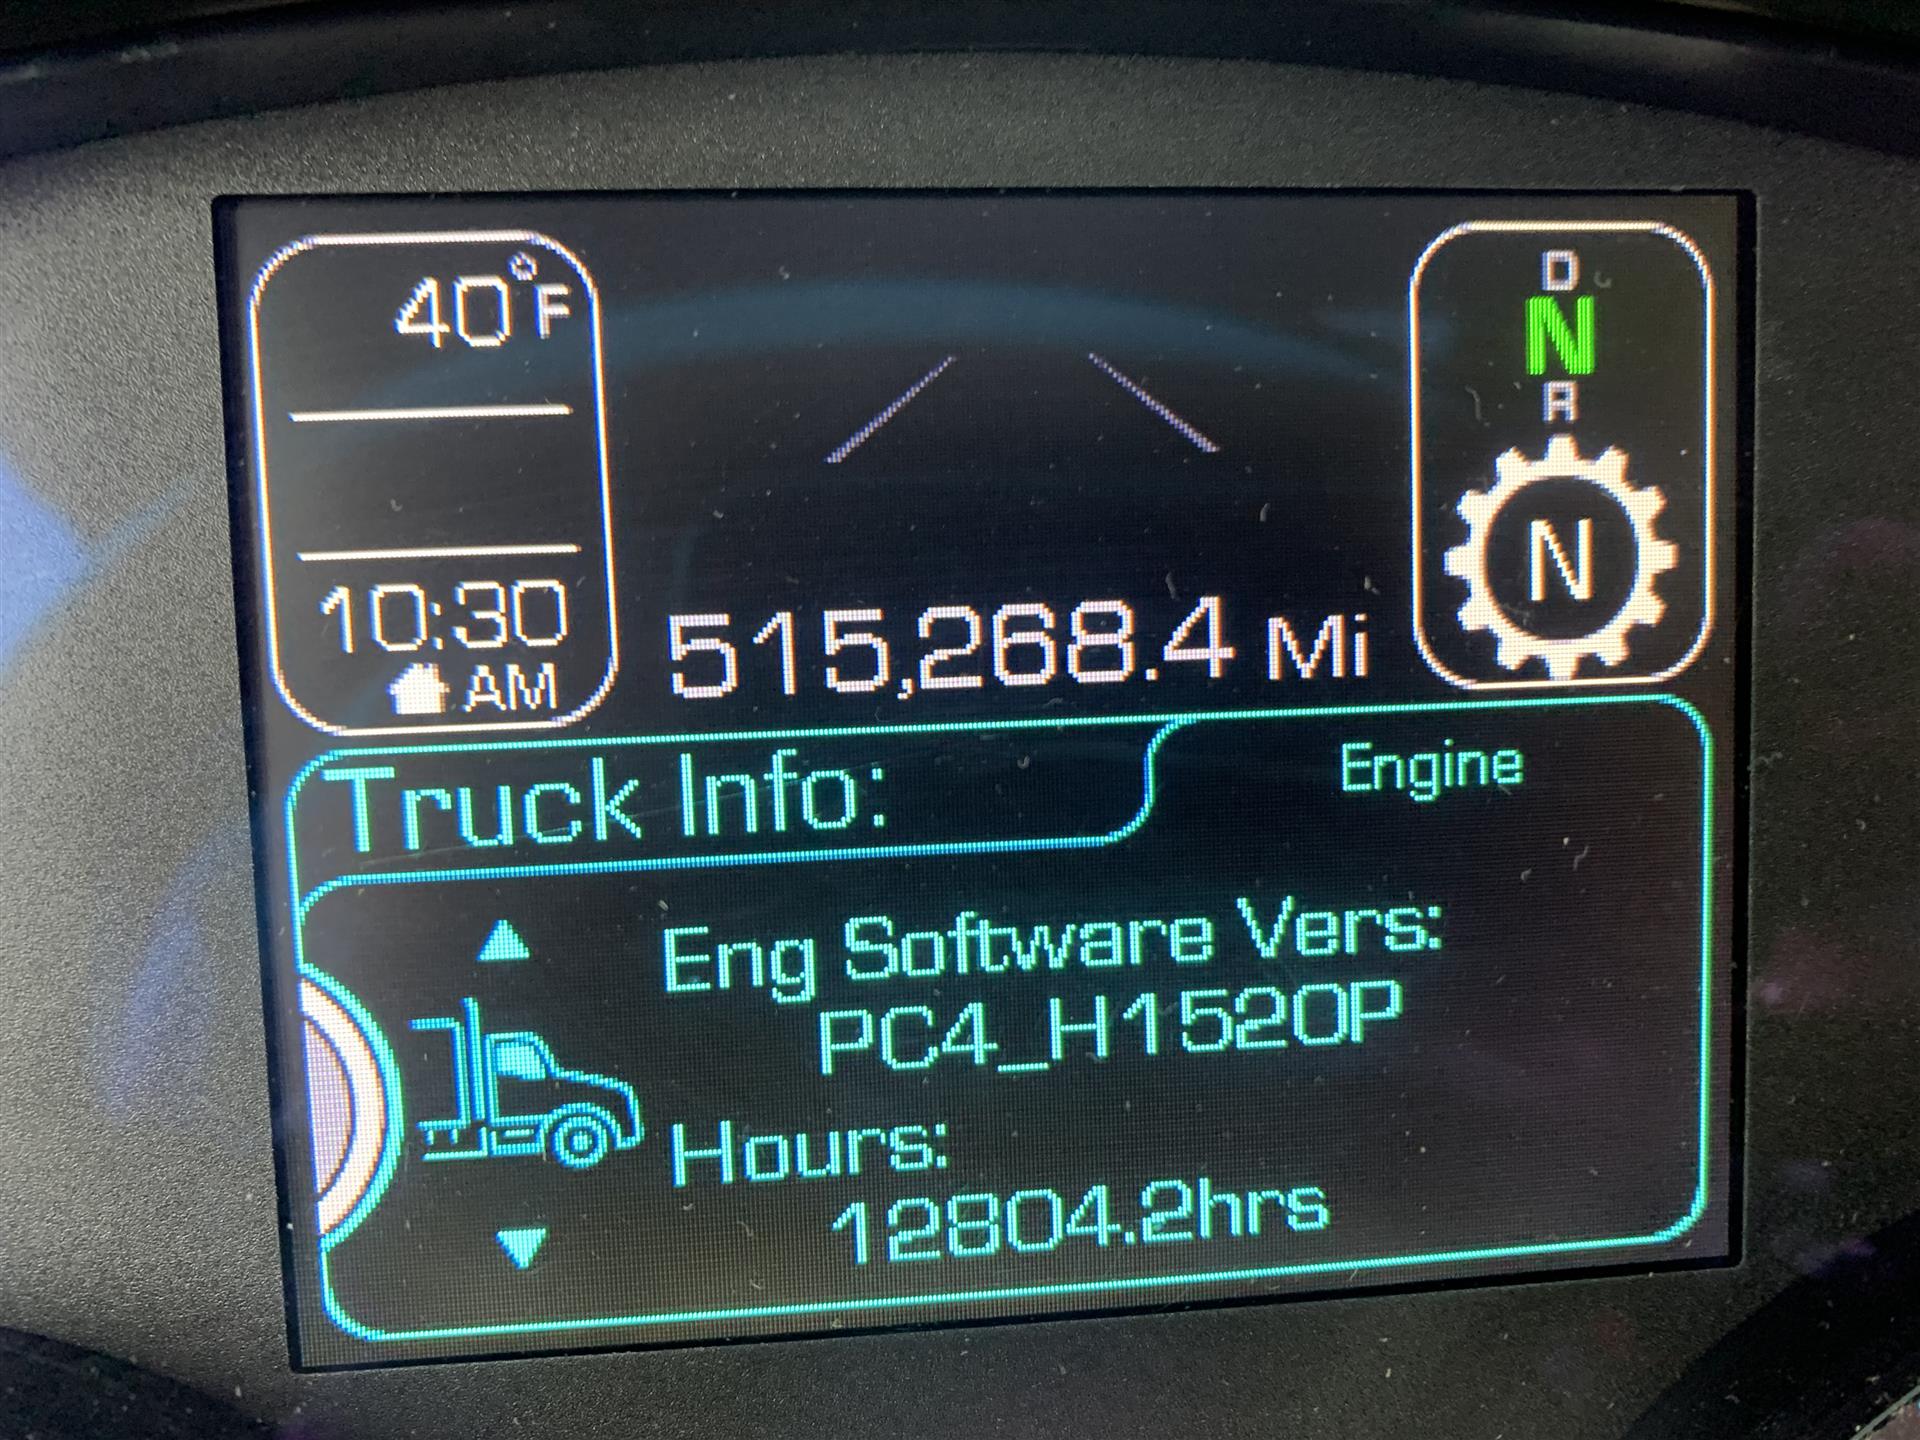 40°F
10:30
AM
515,268.4 Mi
D
N
R
N
Truck Info:
Engine
Eng Software Vers:
PC4_H1520P
Hours:
12804.2hrs